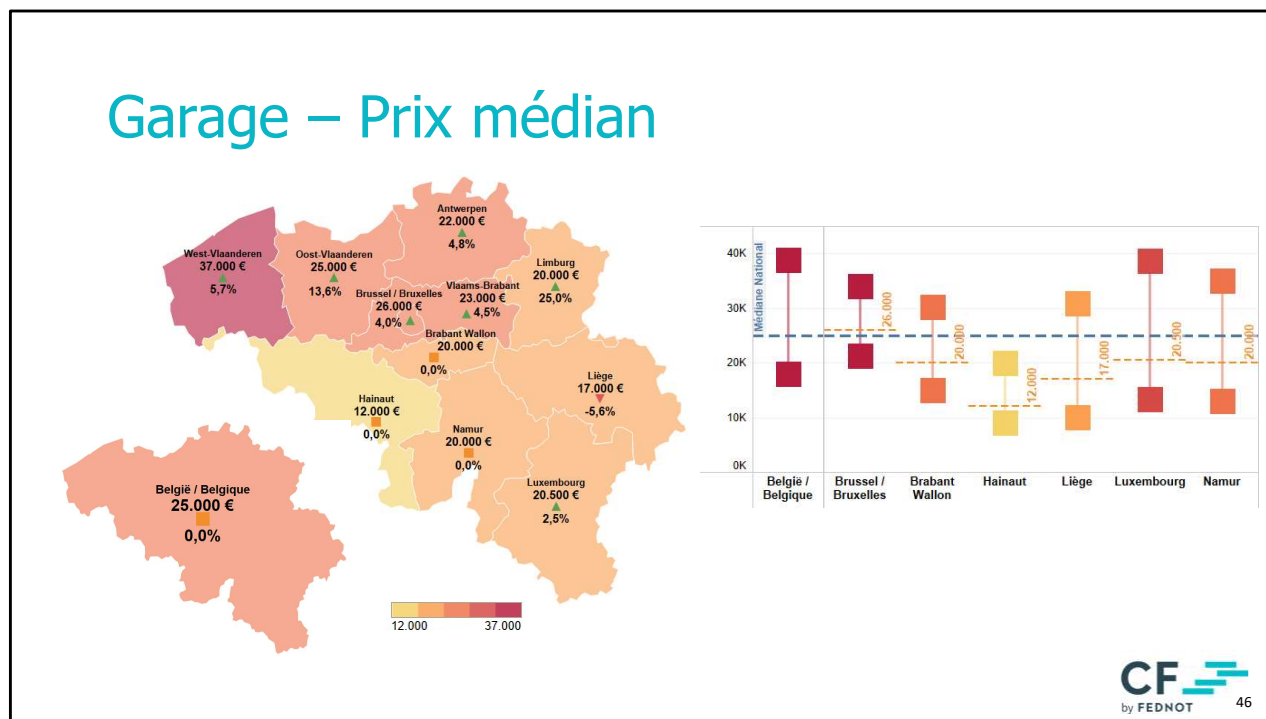 Garage – Prix médian
Antwerpen
22.000 €
4,8%
West-Vlaanderen
37.000 €
5,7%
Oost-Vlaanderen
25.000 €
13,6%
Limburg
20.000 €
25,0%
Brussel / Bruxelles
26.000 €
4,0%
Vlaams-Brabant
23.000 €
4,5%
Brabant Wallon
20.000 €
0,0%
Liège
17.000 €
-5,6%
Hainaut
12.000 €
0,0%
Namur
20.000 €
0,0%
Luxembourg
20.500 €
2,5%
België / Belgique
25.000 €
0,0%
12.000 37.000
40K
30K
20K
10K
0K
Médiane National
26.000
20.000
12.000
17.000
20.500
20.000
België /
Belgique
Brussel /
Bruxelles
Brabant
Wallon
Hainaut
Liège
Luxembourg
Namur
CF
by FEDNOT
46